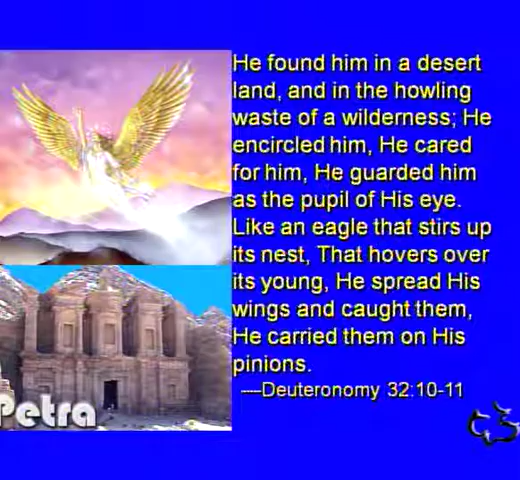 He found him in a desert
land, and in the howling
waste of a wilderness; He
encircled him, He cared
for him, He guarded him
as the pupil of His eye.
Like an eagle that stirs up
its nest, That hovers over
its young, He spread His
wings and caught them,
He carried them on His
pinions.
—Deuteronomy 32:10-11
Petra